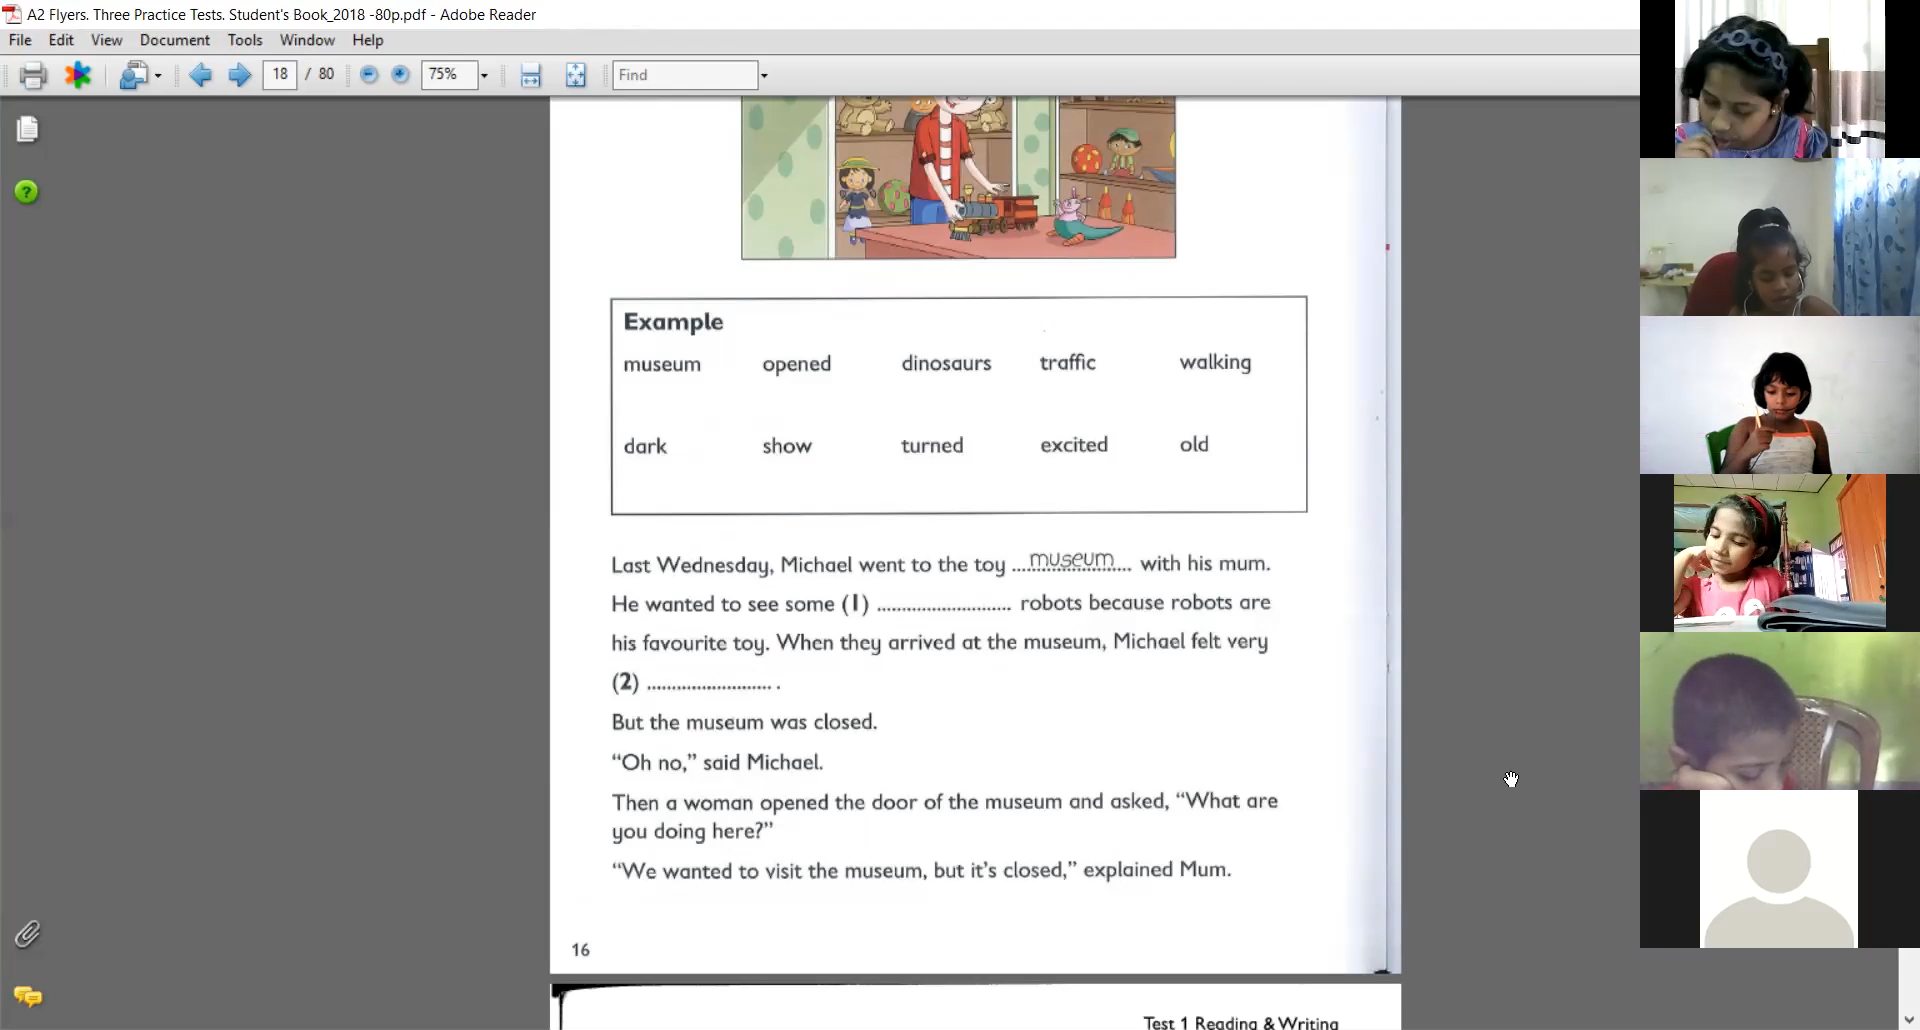 A2 Flyers. Three Practice Tests. Student's Book_2018 -80p.pdf - Adobe Reader
File Edit View Document Tools Window Help
18 / 80 75% Find
Example
museum opened dinosaurs traffic walking
dark show turned excited old
Last Wednesday, Michael went to the toy museum with his mum.
He wanted to see some (1) .......................... robots because robots are
his favourite toy. When they arrived at the museum, Michael felt very
(2) ......................... .
But the museum was closed.
“Oh no,” said Michael.
Then a woman opened the door of the museum and asked, “What are
you doing here?”
“We wanted to visit the museum, but it’s closed,” explained Mum.
16
Test 1 Reading & Writing